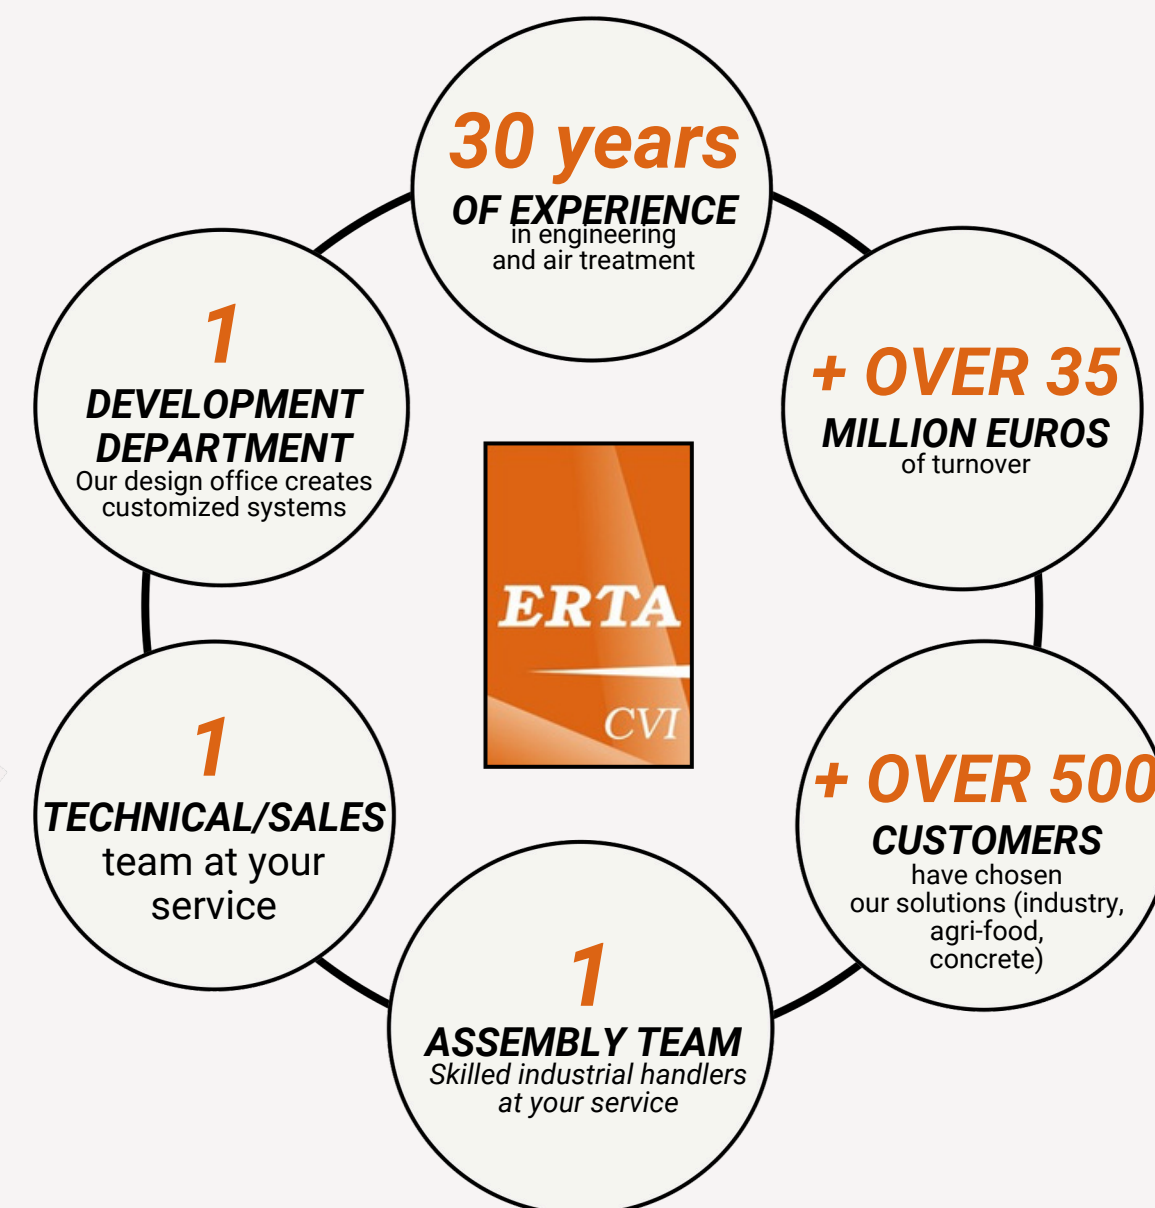 30 years
OF EXPERIENCE
in engineering
and air treatment
1
DEVELOPMENT
DEPARTMENT
Our design office creates
customized systems
+ OVER 35
MILLION EUROS
of turnover
ERTA
CVI
1
TECHNICAL/SALES
team at your
service
+ OVER 500
CUSTOMERS
have chosen
our solutions (industry,
agri-food,
concrete)
1
ASSEMBLY TEAM
Skilled industrial handlers
at your service